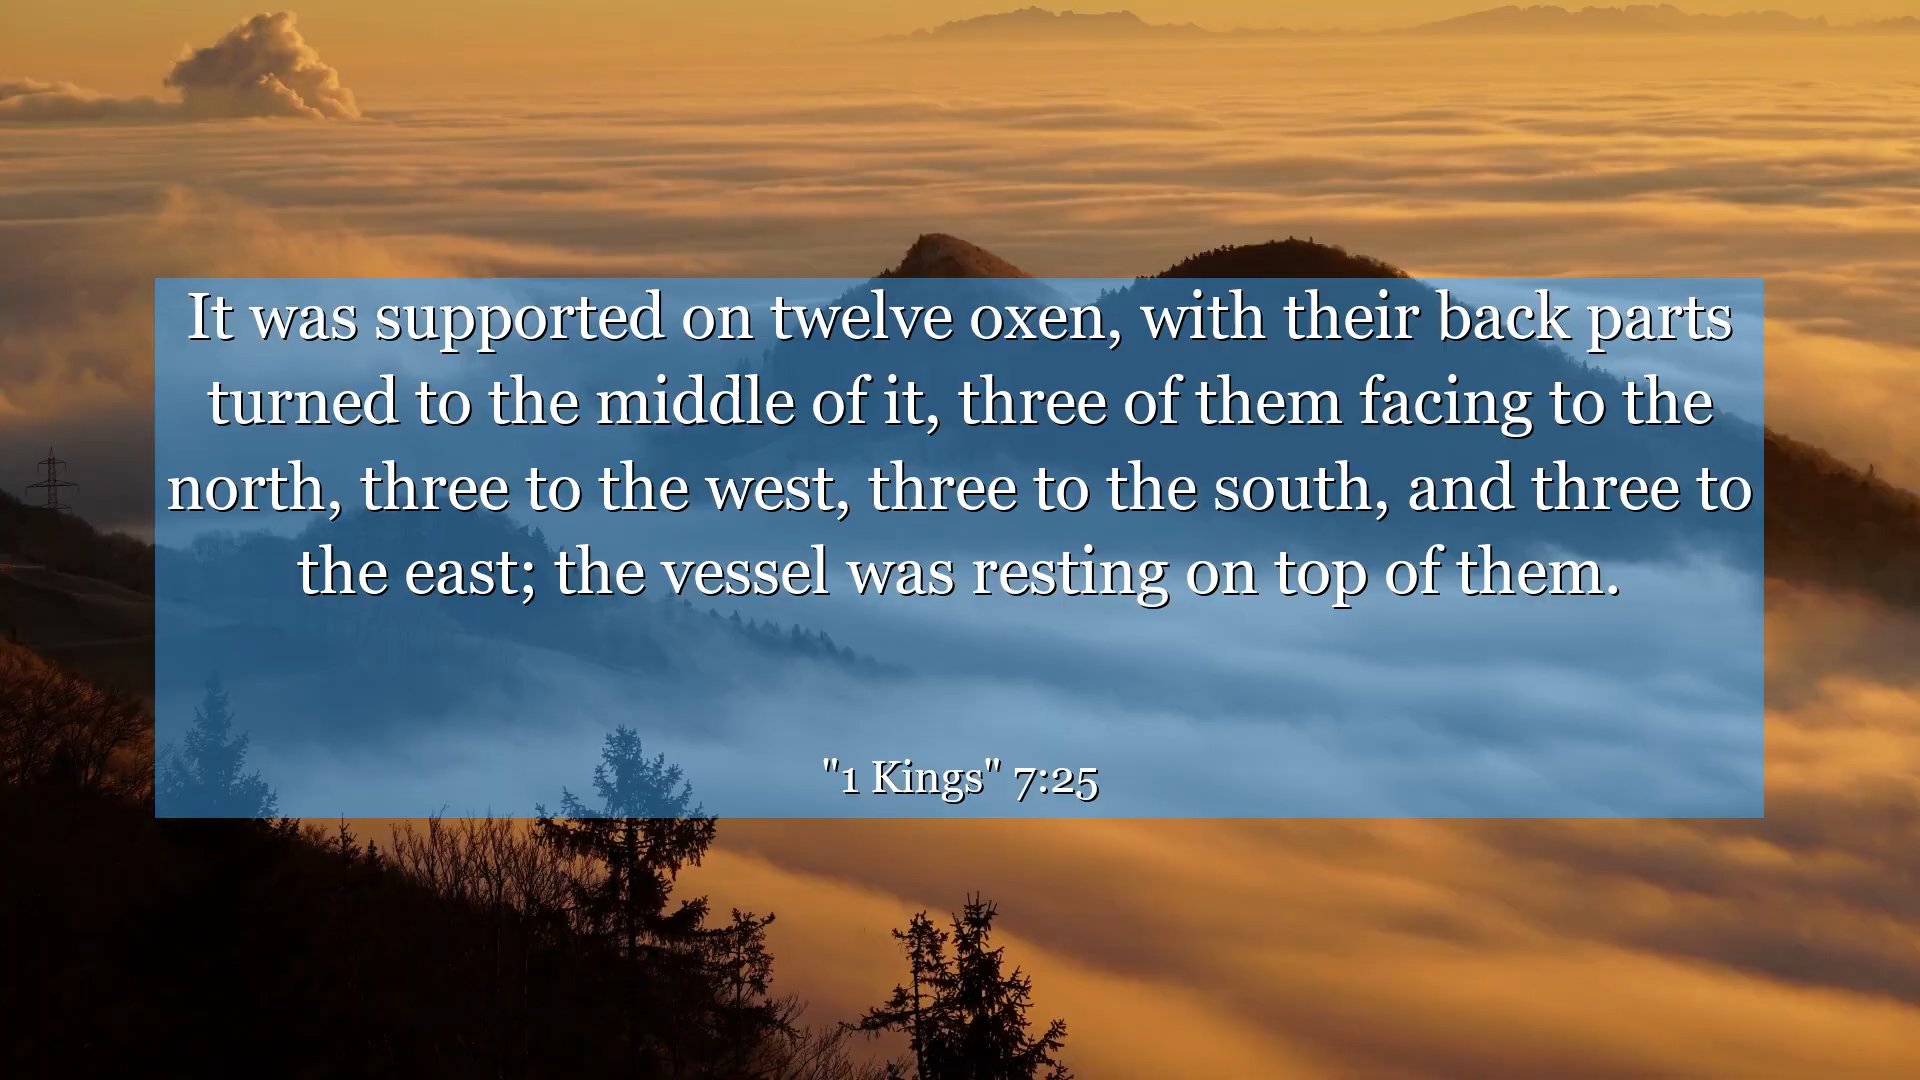 It was supported on twelve oxen, with their back parts
turned to the middle of it, three of them facing to the
north, three to the west, three to the south, and three to
the east; the vessel was resting on top of them.
"1 Kings" 7:25